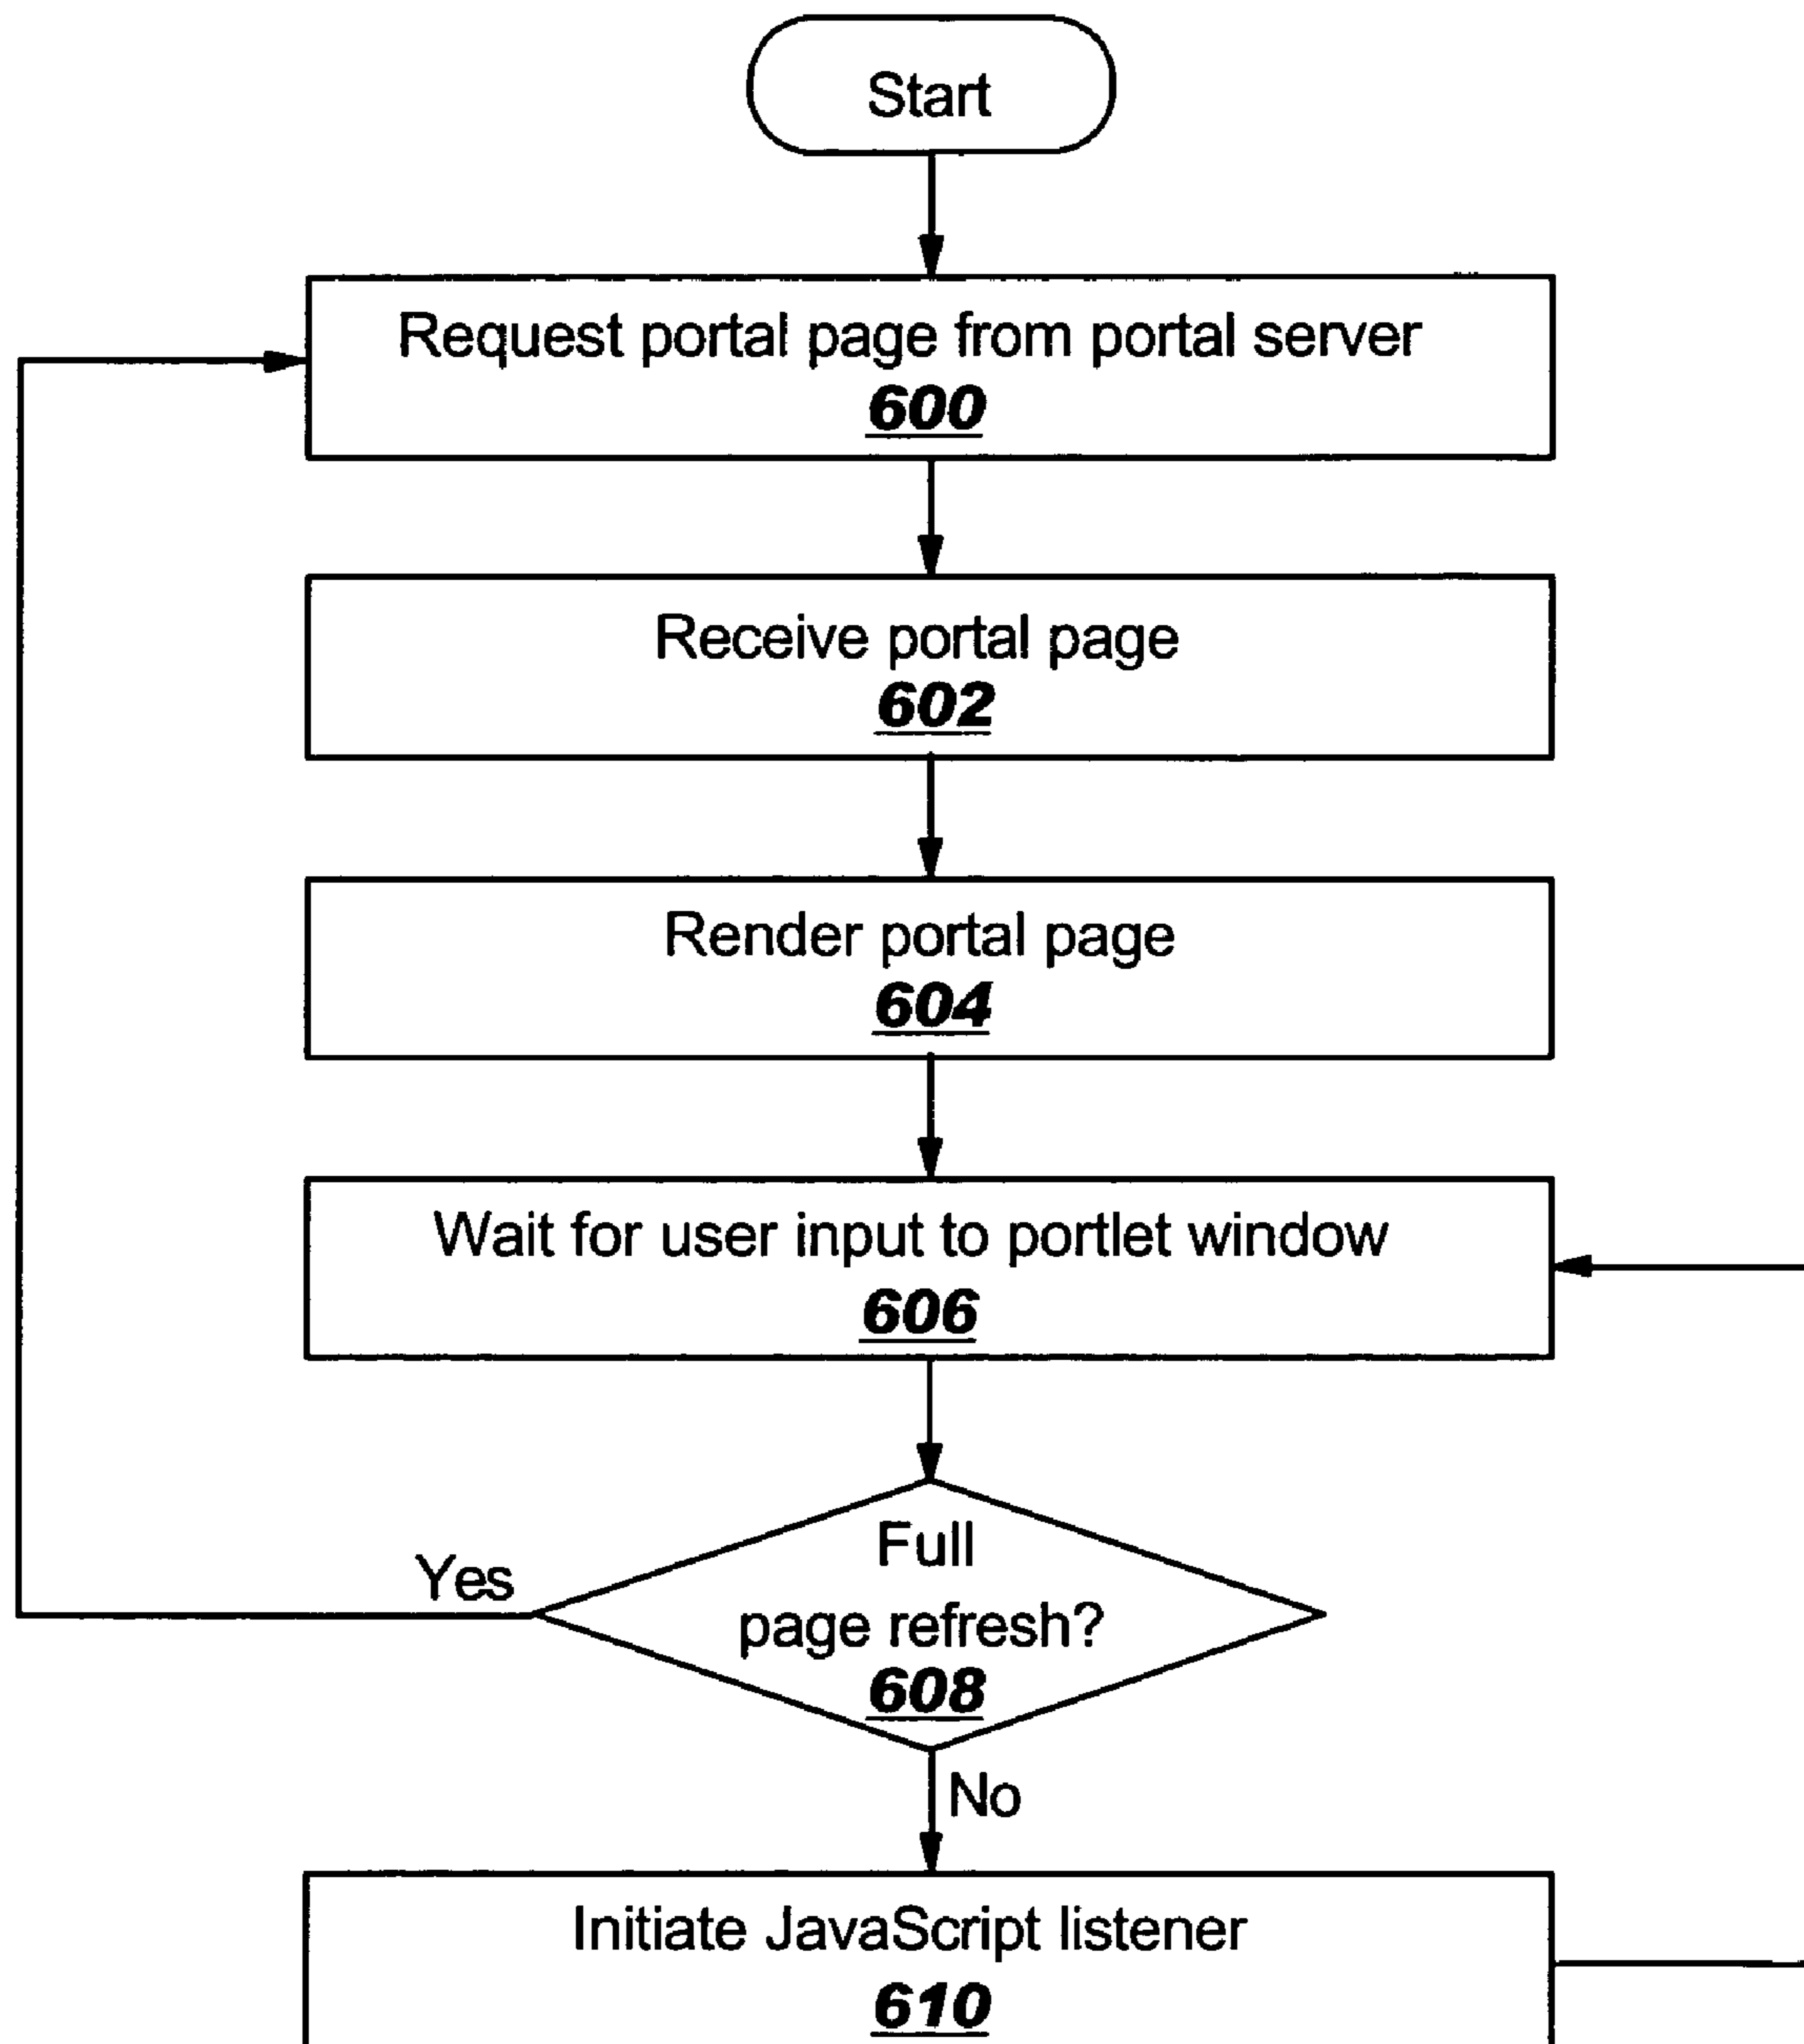 Start
Request portal page from portal server
600
Receive portal page
602
Render portal page
604
Wait for user input to portlet window
606
Full
page refresh?
608
Yes
No
Initiate JavaScript listener
610